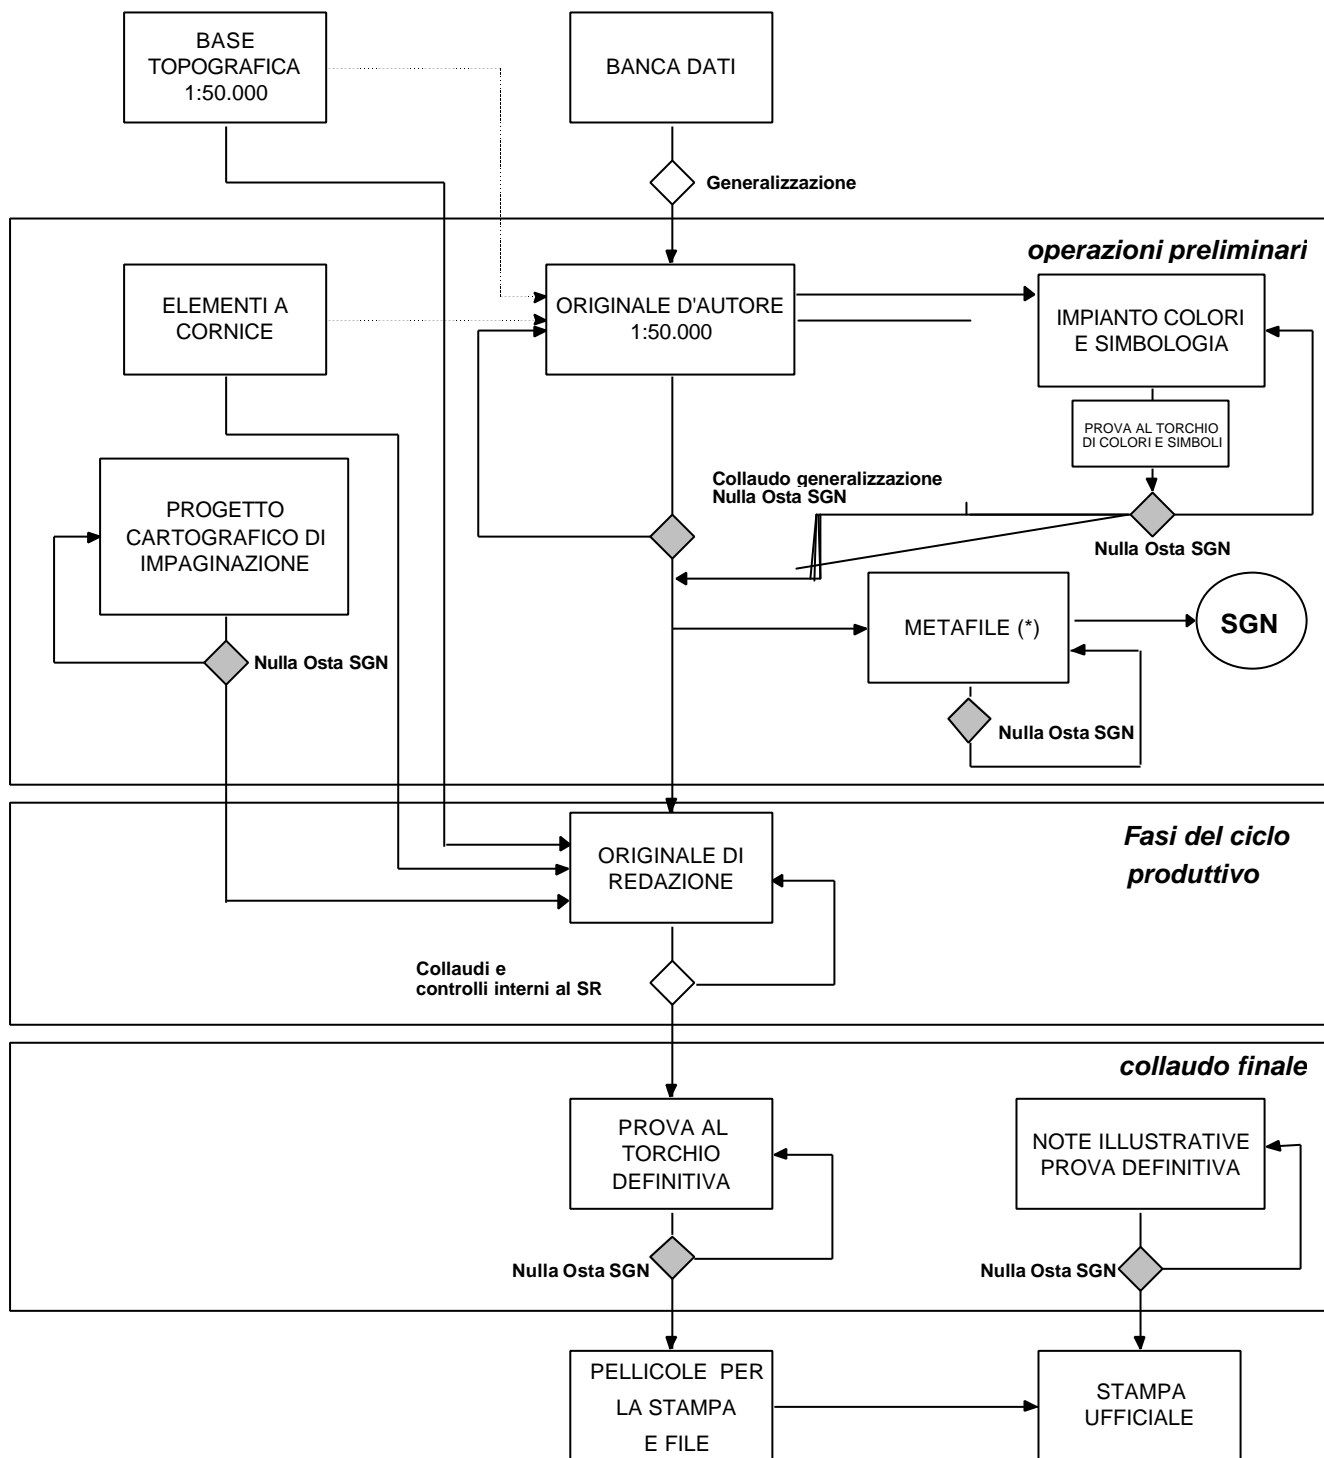 BASE
TOPOGRAFICA
1:50.000
BANCA DATI
Generalizzazione
operazioni preliminari
ELEMENTI A
CORNICE
ORIGINALE D'AUTORE
1:50.000
IMPIANTO COLORI
E SIMBOLOGIA
PROVA AL TORCHIO
DI COLORI E SIMBOLI
Collaudo generalizzazione
Nulla Osta SGN
Nulla Osta SGN
PROGETTO
CARTOGRAFICO DI
IMPAGINAZIONE
Nulla Osta SGN
METAFILE (*)
SGN
Nulla Osta SGN
Fasi del ciclo
produttivo
ORIGINALE DI
REDAZIONE
Collaudi e
controlli interni al SR
collaudo finale
PROVA AL
TORCHIO
DEFINITIVA
NOTE ILLUSTRATIVE
PROVA DEFINITIVA
Nulla Osta SGN
Nulla Osta SGN
PELLICOLE PER
LA STAMPA
E FILE
STAMPA
UFFICIALE